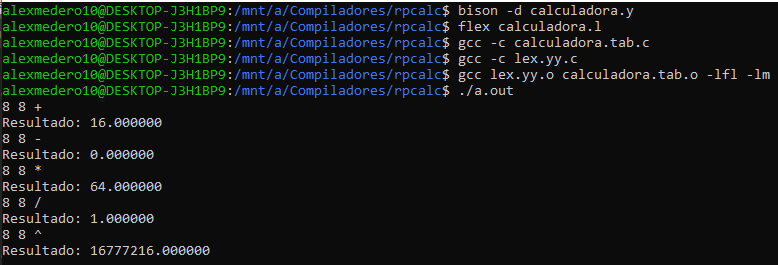 alexmedero10@DESKTOP-J3H1BP9:/mnt/a/Compiladores/rpcalc$ bison -d calculadora.y
alexmedero10@DESKTOP-J3H1BP9:/mnt/a/Compiladores/rpcalc$ flex calculadora.l
alexmedero10@DESKTOP-J3H1BP9:/mnt/a/Compiladores/rpcalc$ gcc -c calculadora.tab.c
alexmedero10@DESKTOP-J3H1BP9:/mnt/a/Compiladores/rpcalc$ gcc -c lex.yy.c
alexmedero10@DESKTOP-J3H1BP9:/mnt/a/Compiladores/rpcalc$ gcc lex.yy.o calculadora.tab.o -lfl -lm
alexmedero10@DESKTOP-J3H1BP9:/mnt/a/Compiladores/rpcalc$ ./a.out
8 8 +
Resultado: 16.000000
8 8 -
Resultado: 0.000000
8 8 *
Resultado: 64.000000
8 8 /
Resultado: 1.000000
8 8 ^
Resultado: 16777216.000000